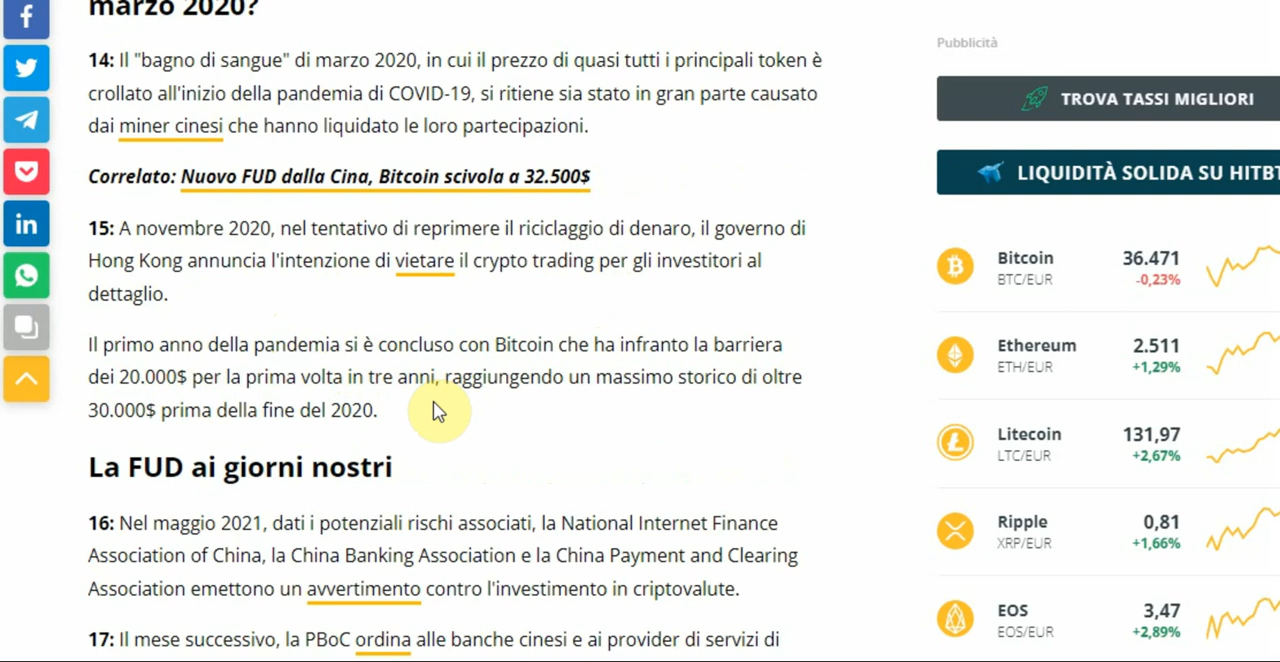 marzo 2020?
14: Il "bagno di sangue" di marzo 2020, in cui il prezzo di quasi tutti i principali token è
crollato all'inizio della pandemia di COVID-19, si ritiene sia stato in gran parte causato
dai miner cinesi che hanno liquidato le loro partecipazioni.
Correlato: Nuovo FUD dalla Cina, Bitcoin scivola a 32.500$
15: A novembre 2020, nel tentativo di reprimere il riciclaggio di denaro, il governo di
Hong Kong annuncia l'intenzione di vietare il crypto trading per gli investitori al
dettaglio.
Il primo anno della pandemia si è concluso con Bitcoin che ha infranto la barriera
dei 20.000$ per la prima volta in tre anni, raggiungendo un massimo storico di oltre
30.000$ prima della fine del 2020.
La FUD ai giorni nostri
16: Nel maggio 2021, dati i potenziali rischi associati, la National Internet Finance
Association of China, la China Banking Association e la China Payment and Clearing
Association emettono un avvertimento contro l'investimento in criptovalute.
17: Il mese successivo, la PBoC ordina alle banche cinesi e ai provider di servizi di
Pubblicità
TROVA TASSI MIGLIORI
LIQUIDITÀ SOLIDA SU HITBT
Bitcoin 36.471
BTC/EUR -0,23%
Ethereum 2.511
ETH/EUR +1,29%
Litecoin 131,97
LTC/EUR +2,67%
Ripple 0,81
XRP/EUR +1,66%
EOS 3,47
EOS/EUR +2,89%